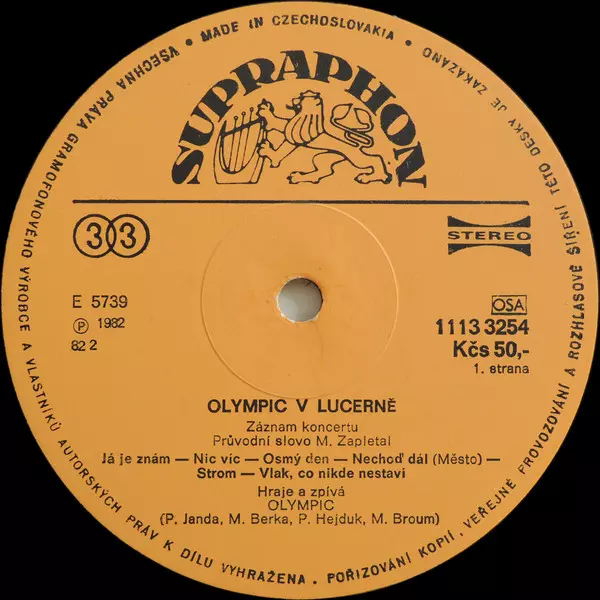 VŠECHNA PRÁVA GRAMOFONOVÉHO VÝROBCE A VLASTNÍKŮ AUTORSKÝCH PRÁV K DÍLU VYHRAŽENA. POŘIZOVÁNÍ KOPIÍ, VEŘEJNÉ PROVOZOVÁNÍ A ROZHLASOVÉ ŠÍŘENÍ TÉTO DESKY JE ZAKÁZÁNO • MADE IN CZECHOSLOVAKIA •
SUPRAPHON
33
STEREO
E 5739
℗ 1982
82 2
OSA
1113 3254
Kčs 50,-
1. strana
OLYMPIC V LUCERNĚ
Záznam koncertu
Průvodní slovo M. Zapletal
Já je znám — Nic víc — Osmý den — Nechoď dál (Město) —
Strom — Vlak, co nikde nestaví
Hraje a zpívá
OLYMPIC
(P. Janda, M. Berka, P. Hejduk, M. Broum)